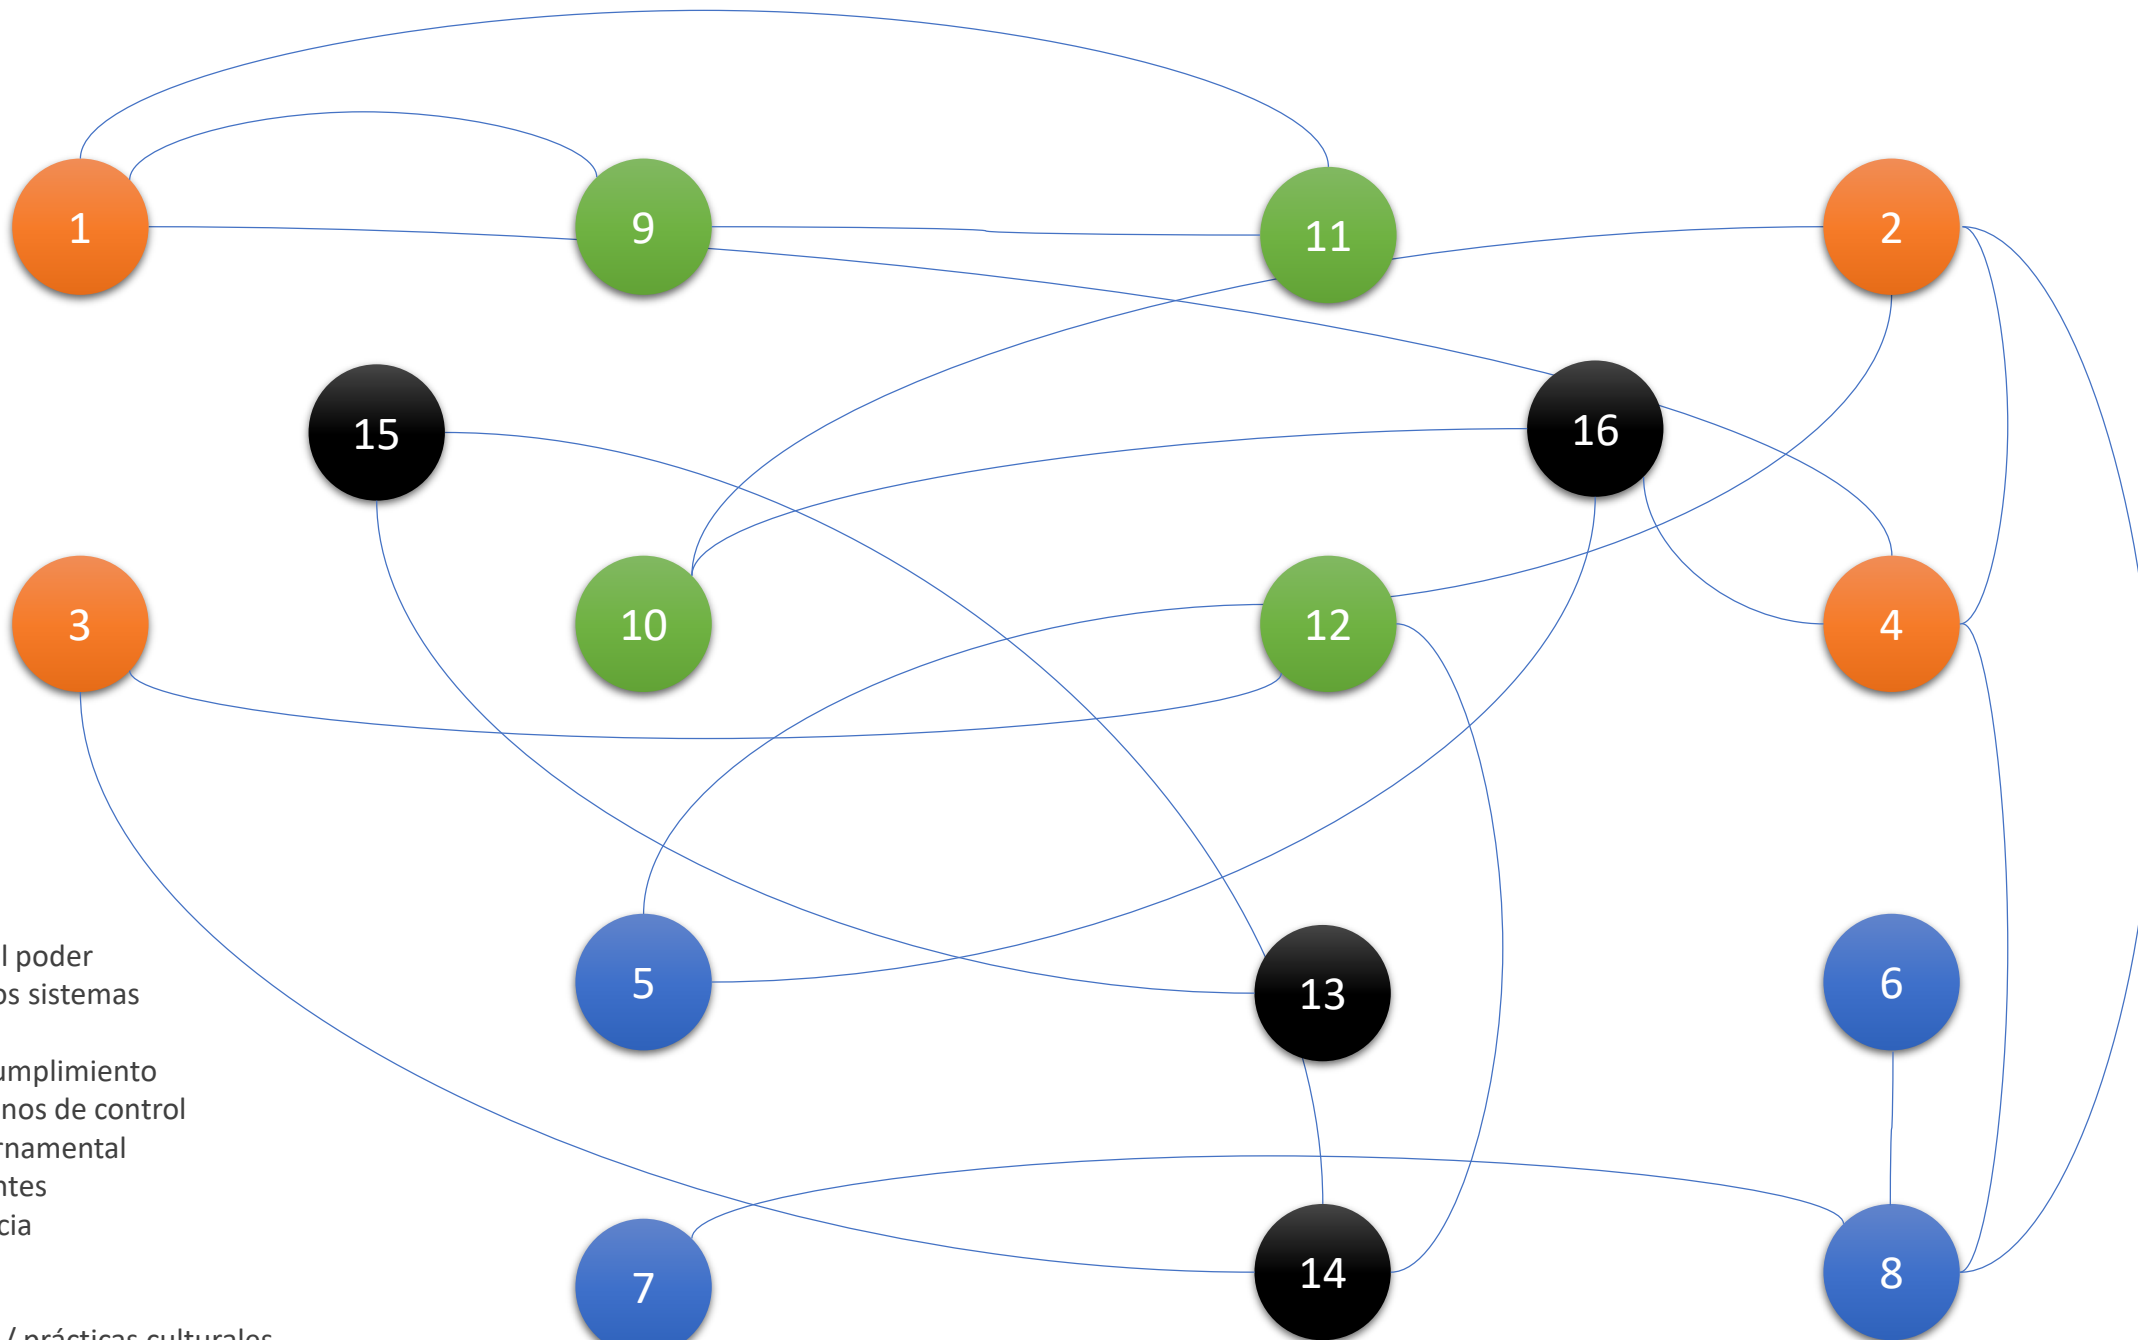 1
9
11
2
15
16
3
10
12
4
5
13
6
7
14
8
l poder
os sistemas
umplimiento
nos de control
rnamental
ntes
cia
/ prácticas culturales